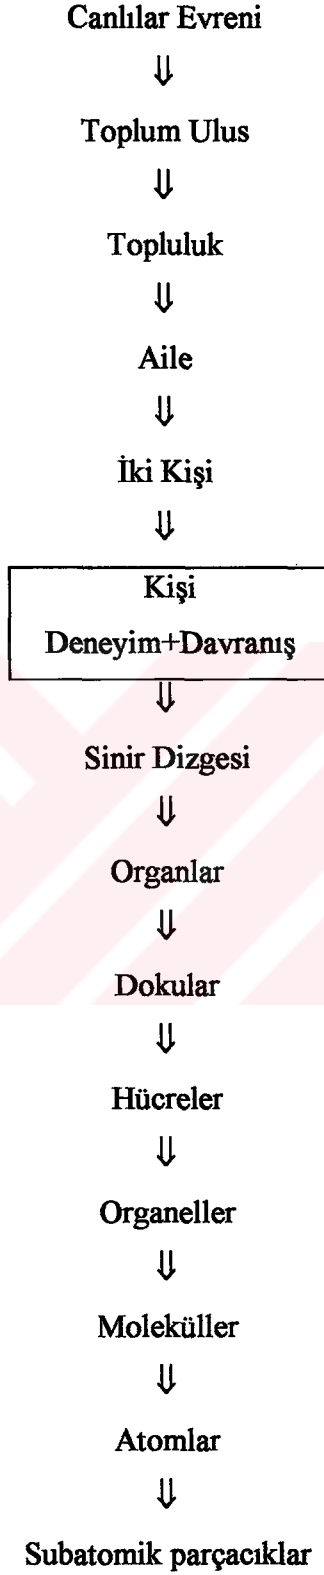 Canlılar Evreni
⇓
Toplum Ulus
⇓
Topluluk
⇓
Aile
⇓
İki Kişi
⇓
Kişi
Deneyim+Davranış
⇓
Sinir Dizgesi
⇓
Organlar
⇓
Dokular
⇓
Hücreler
⇓
Organeller
⇓
Moleküller
⇓
Atomlar
⇓
Subatomik parçacıklar